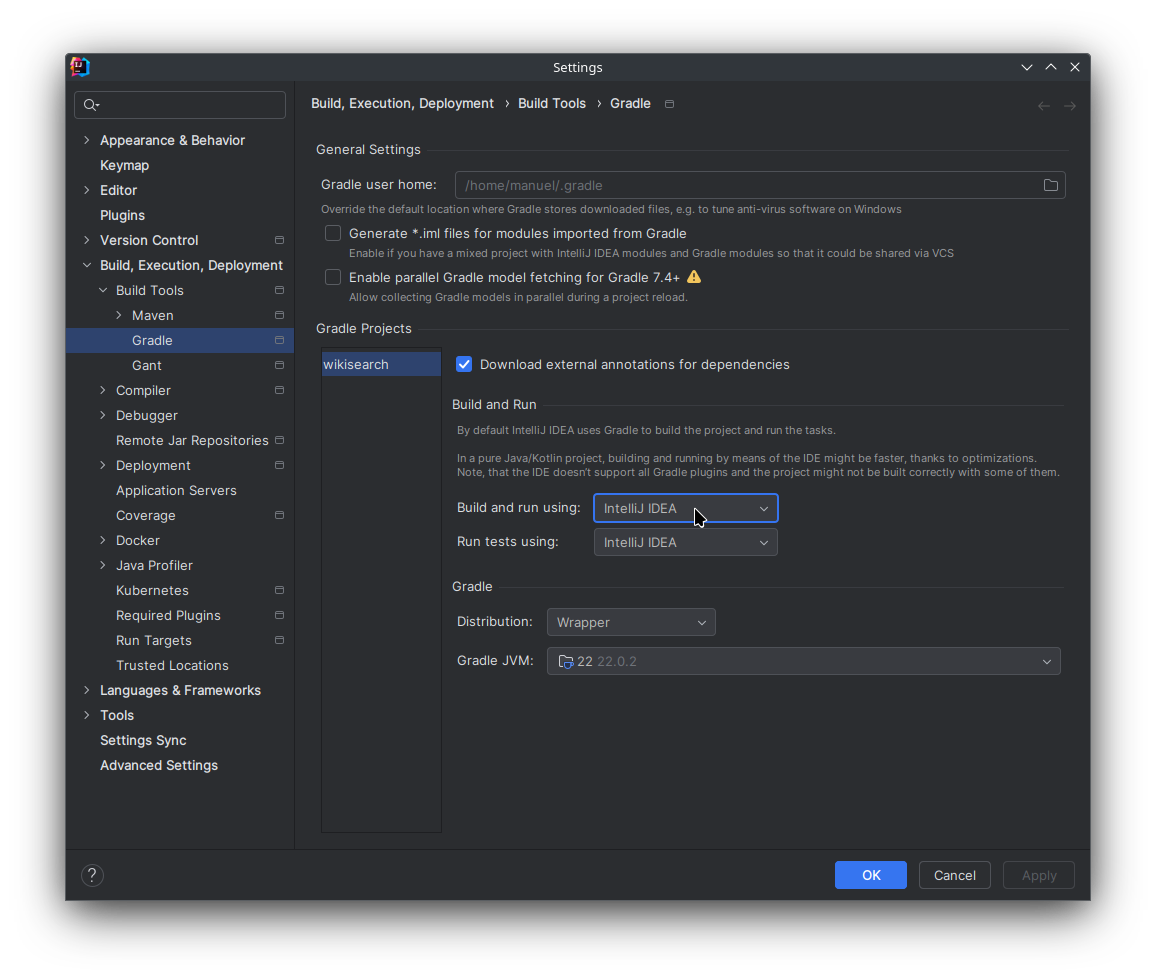 Settings
Appearance & Behavior
Keymap
Editor
Plugins
Version Control
Build, Execution, Deployment
Build Tools
Maven
Gradle
Gant
Compiler
Debugger
Remote Jar Repositories
Deployment
Application Servers
Coverage
Docker
Java Profiler
Kubernetes
Required Plugins
Run Targets
Trusted Locations
Languages & Frameworks
Tools
Settings Sync
Advanced Settings
Build, Execution, Deployment › Build Tools › Gradle
General Settings
Gradle user home: /home/manuel/.gradle
Override the default location where Gradle stores downloaded files, e.g. to tune anti-virus software on Windows
Generate *.iml files for modules imported from Gradle
Enable if you have a mixed project with IntelliJ IDEA modules and Gradle modules so that it could be shared via VCS
Enable parallel Gradle model fetching for Gradle 7.4+
Allow collecting Gradle models in parallel during a project reload.
Gradle Projects
wikisearch
Download external annotations for dependencies
Build and Run
By default IntelliJ IDEA uses Gradle to build the project and run the tasks.
In a pure Java/Kotlin project, building and running by means of the IDE might be faster, thanks to optimizations.
Note, that the IDE doesn't support all Gradle plugins and the project might not be built correctly with some of them.
Build and run using: IntelliJ IDEA
Run tests using: IntelliJ IDEA
Gradle
Distribution: Wrapper
Gradle JVM: 22 22.0.2
? OK Cancel Apply